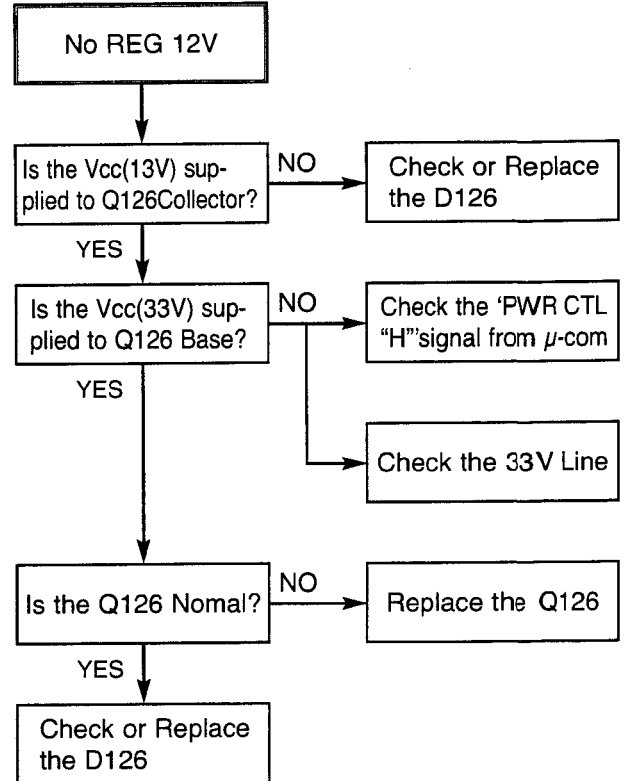 No REG 12V
Is the Vcc(13V) sup-
plied to Q126Collector?
NO
Check or Replace
the D126
YES
Is the Vcc(33V) sup-
plied to Q126 Base?
NO
Check the ‘PWR CTL
“H”’signal from μ-com
YES
Check the 33V Line
Is the Q126 Nomal?
NO
Replace the Q126
YES
Check or Replace
the D126